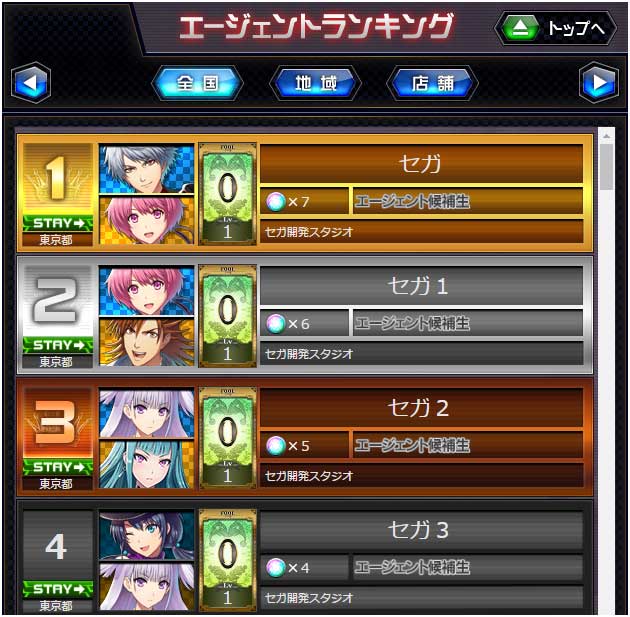 エージェントランキング
トップへ
全国
地域
店舗
1
STAY
東京都
0
Lv
1
セガ
×7
エージェント候補生
セガ開発スタジオ
2
STAY
東京都
0
Lv
1
セガ1
×6
エージェント候補生
セガ開発スタジオ
3
STAY
東京都
0
Lv
1
セガ2
×5
エージェント候補生
セガ開発スタジオ
4
STAY
東京都
0
Lv
1
セガ3
×4
エージェント候補生
セガ開発スタジオ